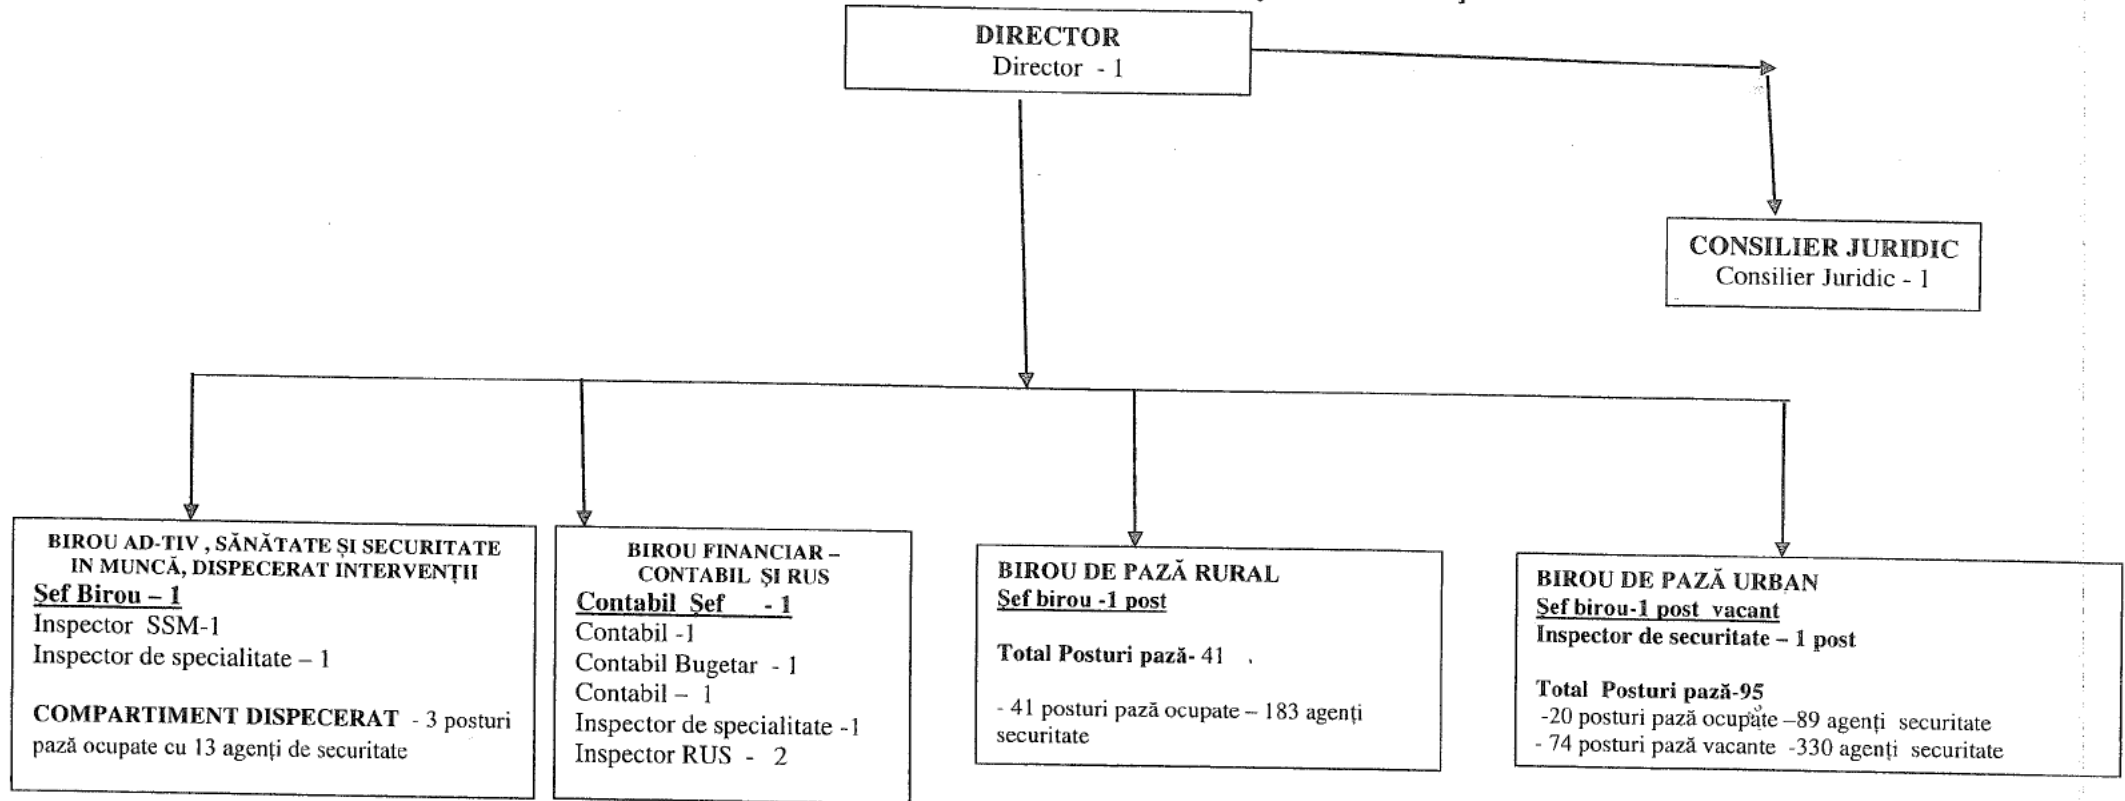 DIRECTOR
Director - 1
CONSILIER JURIDIC
Consilier Juridic - 1
BIROU AD-TIV , SĂNĂTATE ȘI SECURITATE
IN MUNCĂ, DISPECERAT INTERVENȚII
Șef Birou – 1
Inspector SSM-1
Inspector de specialitate – 1
COMPARTIMENT DISPECERAT - 3 posturi
pază ocupate cu 13 agenți de securitate
BIROU FINANCIAR –
CONTABIL ȘI RUS
Contabil Șef - 1
Contabil -1
Contabil Bugetar - 1
Contabil – 1
Inspector de specialitate -1
Inspector RUS - 2
BIROU DE PAZĂ RURAL
Șef birou -1 post
Total Posturi pază- 41
- 41 posturi pază ocupate – 183 agenți
securitate
BIROU DE PAZĂ URBAN
Șef birou-1 post vacant
Inspector de securitate – 1 post
Total Posturi pază-95
-20 posturi pază ocupate –89 agenți securitate
- 74 posturi pază vacante -330 agenți securitate